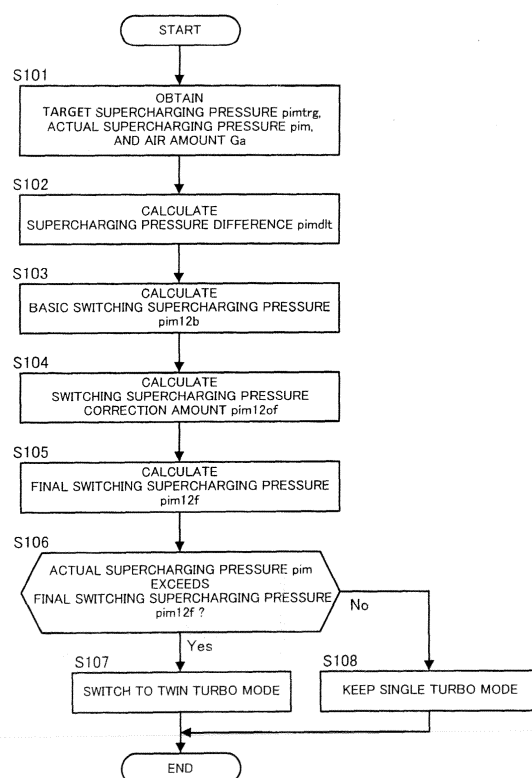 START
S101
OBTAIN
TARGET SUPERCHARGING PRESSURE pimtrg,
ACTUAL SUPERCHARGING PRESSURE pim,
AND AIR AMOUNT Ga
S102
CALCULATE
SUPERCHARGING PRESSURE DIFFERENCE pimdlt
S103
CALCULATE
BASIC SWITCHING SUPERCHARGING PRESSURE
pim12b
S104
CALCULATE
SWITCHING SUPERCHARGING PRESSURE
CORRECTION AMOUNT pim12of
S105
CALCULATE
FINAL SWITCHING SUPERCHARGING PRESSURE
pim12f
S106
ACTUAL SUPERCHARGING PRESSURE pim
EXCEEDS
FINAL SWITCHING SUPERCHARGING PRESSURE
pim12f ?
No
Yes
S107
SWITCH TO TWIN TURBO MODE
S108
KEEP SINGLE TURBO MODE
END